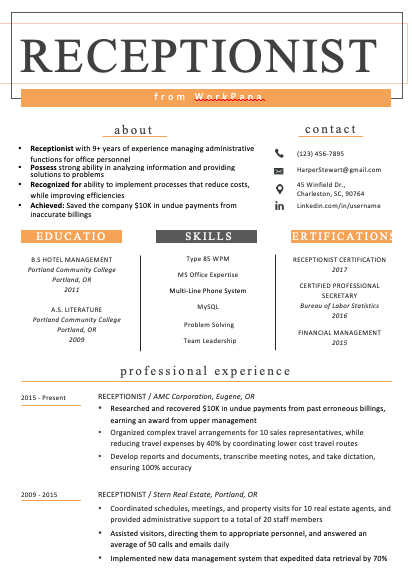 RECEPTIONIST
from WorkPana
about
Receptionist with 9+ years of experience managing administrative
functions for office personnel
Possess strong ability in analyzing information and providing
solutions to problems
Recognized for ability to implement processes that reduce costs,
while improving efficiencies
Achieved: Saved the company $10K in undue payments from
inaccurate billings
contact
(123) 456-7895
HarperStewart@gmail.com
45 Winfield Dr.,
Charleston, SC, 90764
Linkedin.com/in/username
EDUCATIO
B.S HOTEL MANAGEMENT
Portland Community College
Portland, OR
2011
A.S. LITERATURE
Portland Community College
Portland, OR
2009
SKILLS
Type 85 WPM
MS Office Expertise
Multi-Line Phone System
MySQL
Problem Solving
Team Leadership
ERTIFICATIONS
RECEPTIONIST CERTIFICATION
2017
CERTIFIED PROFESSIONAL
SECRETARY
Bureau of Labor Statistics
2016
FINANCIAL MANAGEMENT
2015
professional experience
2015 - Present
RECEPTIONIST / AMC Corporation, Eugene, OR
Researched and recovered $10K in undue payments from past erroneous billings,
earning an award from upper management
Organized complex travel arrangements for 10 sales representatives, while
reducing travel expenses by 40% by coordinating lower cost travel routes
Develop reports and documents, transcribe meeting notes, and take dictation,
ensuring 100% accuracy
2009 - 2015
RECEPTIONIST / Stern Real Estate, Portland, OR
Coordinated schedules, meetings, and property visits for 10 real estate agents, and
provided administrative support to a total of 20 staff members
Assisted visitors, directing them to appropriate personnel, and answered an
average of 50 calls and emails daily
Implemented new data management system that expedited data retrieval by 70%